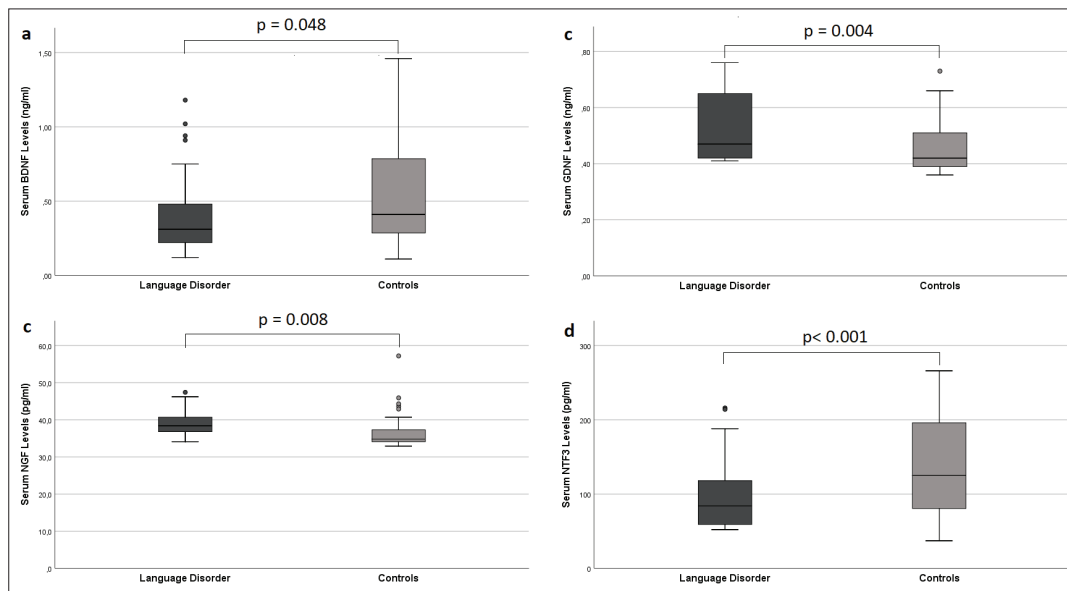 a
p = 0.048
Serum BDNF Levels (ng/ml)
1,50
1,00
,50
,00
Language Disorder
Controls
c
p = 0.004
Serum GDNF Levels (ng/ml)
,80
,60
,40
,20
,00
Language Disorder
Controls
c
p = 0.008
Serum NGF Levels (pg/ml)
60,0
50,0
40,0
30,0
20,0
10,0
,0
Language Disorder
Controls
d
p< 0.001
Serum NTF3 Levels (pg/ml)
300
200
100
0
Language Disorder
Controls